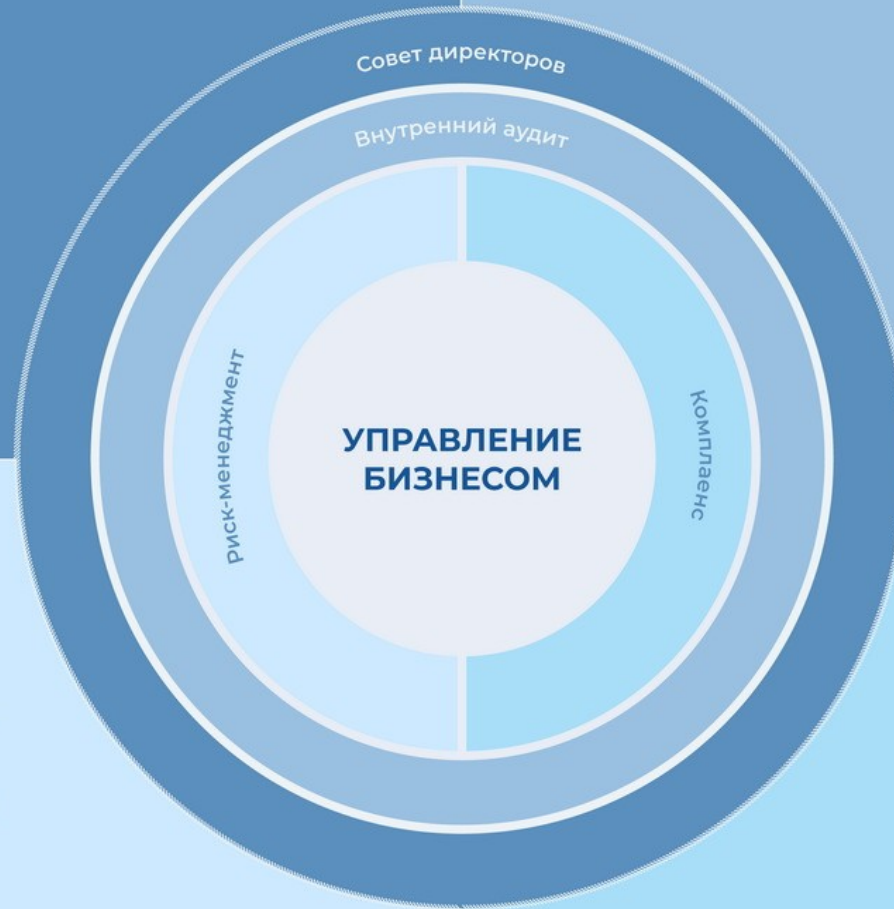 Совет директоров
Внутренний аудит
Риск-менеджмент
УПРАВЛЕНИЕ
БИЗНЕСОМ
Комплаенс